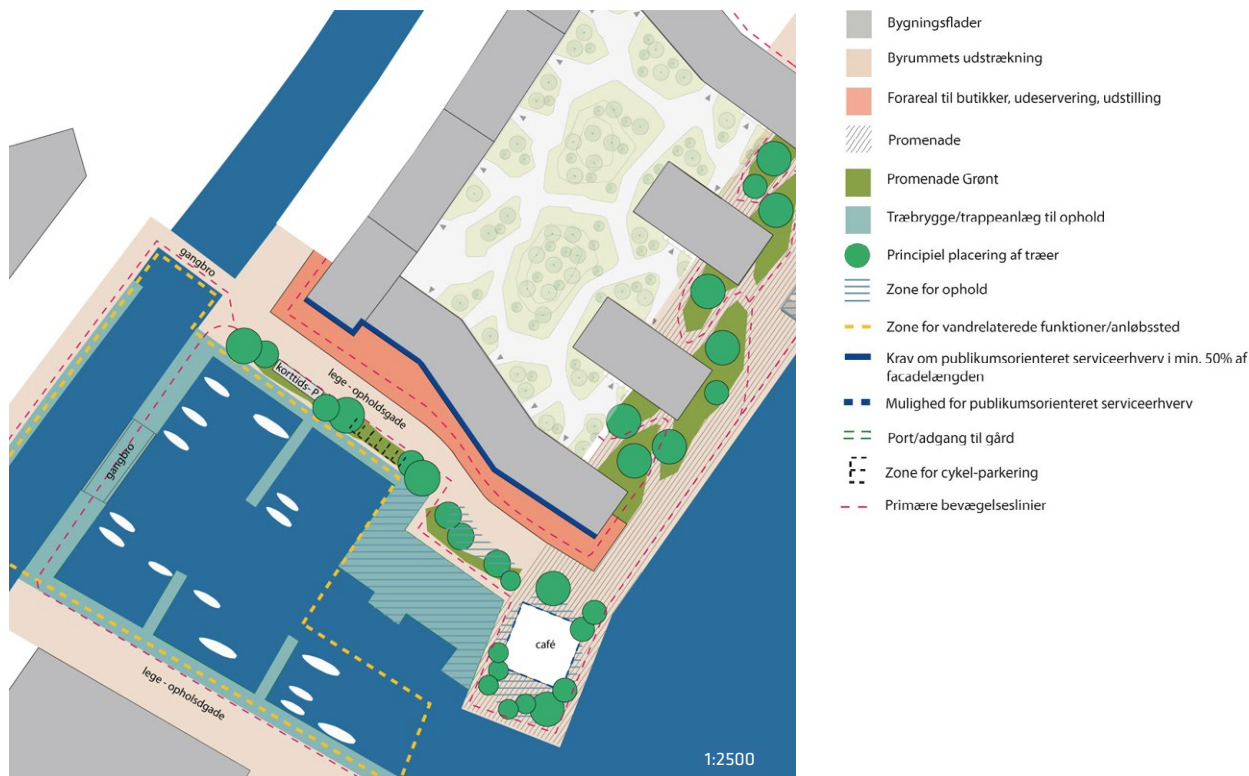 gangbro
korttids- P
lege - opholdsgade
gangbro
café
lege - opholsdgade
1:2500
Bygningsflader
Byrummets udstrækning
Forareal til butikker, udeservering, udstilling
Promenade
Promenade Grønt
Træbrygge/trappeanlæg til ophold
Principiel placering af træer
Zone for ophold
Zone for vandrelaterede funktioner/anløbssted
Krav om publikumsorienteret serviceerhverv i min. 50% af
facadelængden
Mulighed for publikumsorienteret serviceerhverv
Port/adgang til gård
Zone for cykel-parkering
Primære bevægelseslinier